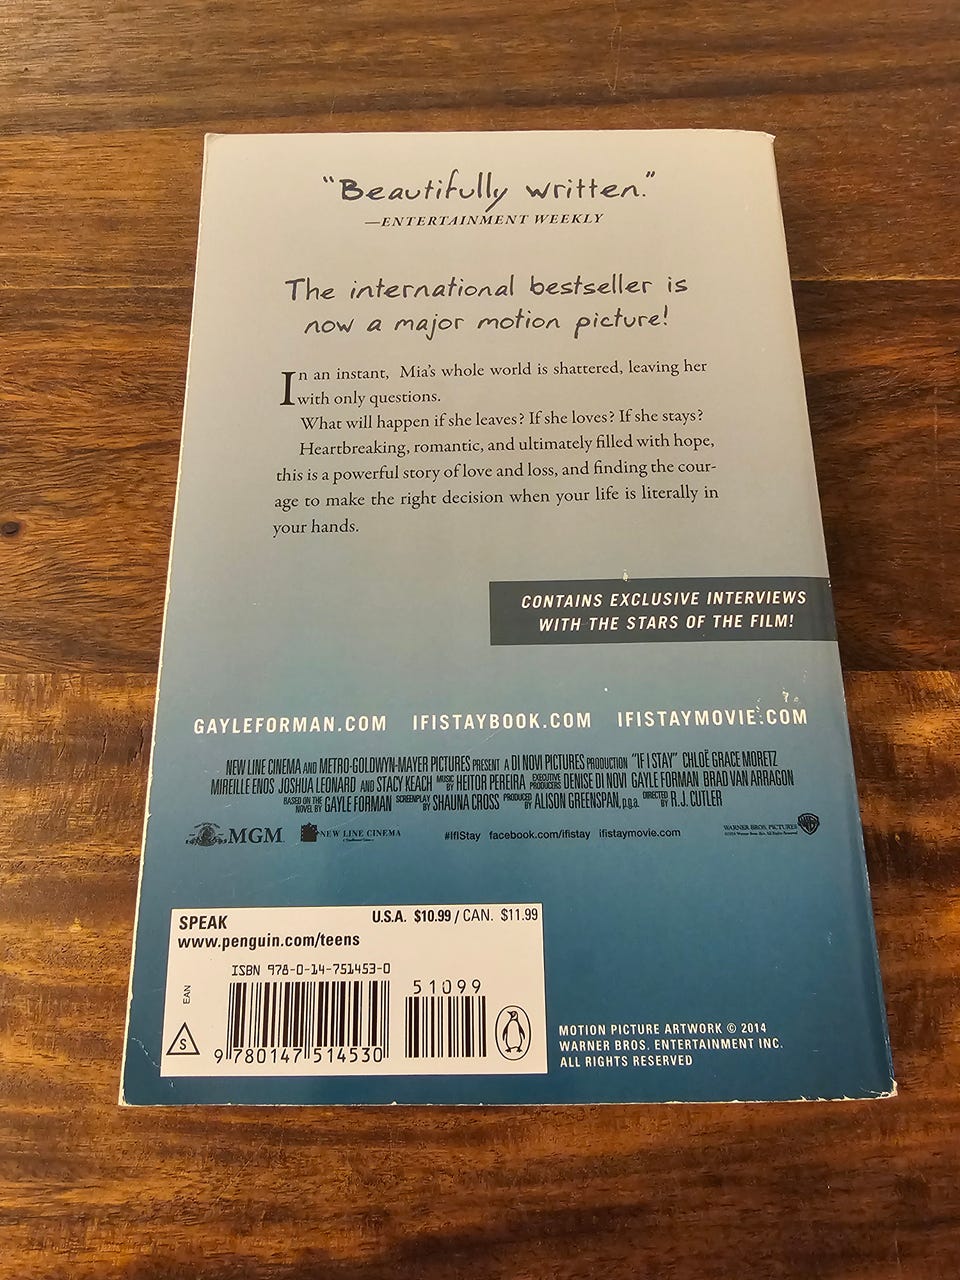 "Beautifully written."
—ENTERTAINMENT WEEKLY
The international bestseller is
now a major motion picture!
In an instant, Mia's whole world is shattered, leaving her
with only questions.
What will happen if she leaves? If she loves? If she stays?
Heartbreaking, romantic, and ultimately filled with hope,
this is a powerful story of love and loss, and finding the cour-
age to make the right decision when your life is literally in
your hands.
CONTAINS EXCLUSIVE INTERVIEWS
WITH THE STARS OF THE FILM!
GAYLEFORMAN.COM IFISTAYBOOK.COM IFISTAYMOVIE.COM
NEW LINE CINEMA AND METRO-GOLDWYN-MAYER PICTURES PRESENT A DI NOVI PICTURES PRODUCTION "IF I STAY" CHLOË GRACE MORETZ
MIREILLE ENOS JOSHUA LEONARD AND STACY KEACH MUSIC BY HEITOR PEREIRA EXECUTIVE PRODUCERS DENISE DI NOVI GAYLE FORMAN BRAD VAN ARRAGON
BASED ON THE NOVEL BY GAYLE FORMAN SCREENPLAY BY SHAUNA CROSS PRODUCED BY ALISON GREENSPAN, p.g.a. DIRECTED BY R.J. CUTLER
MGM NEW LINE CINEMA #IfIStay facebook.com/ifistay ifistaymovie.com WARNER BROS. PICTURES
SPEAK U.S.A. $10.99 / CAN. $11.99
www.penguin.com/teens
ISBN 978-0-14-751453-0
51099
EAN
S
9 780147 514530
MOTION PICTURE ARTWORK © 2014
WARNER BROS. ENTERTAINMENT INC.
ALL RIGHTS RESERVED